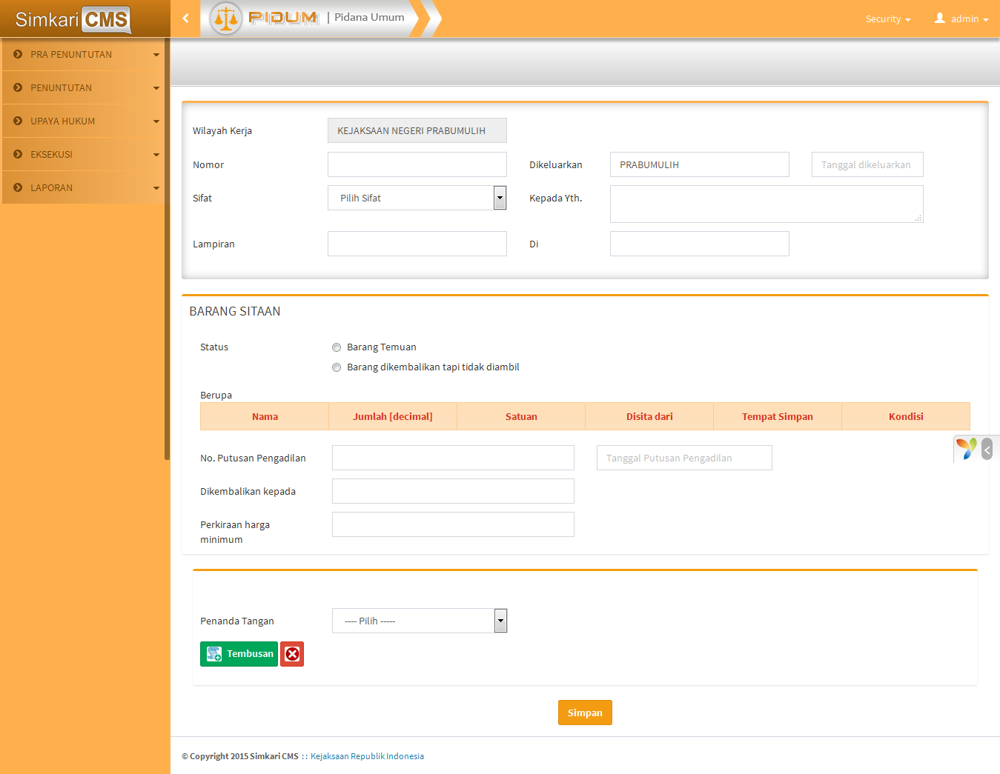 Simkari CMS
PIDUM | Pidana Umum
Security
admin
PRA PENUNTUTAN
PENUNTUTAN
UPAYA HUKUM
EKSEKUSI
LAPORAN
Wilayah Kerja
KEJAKSAAN NEGERI PRABUMULIH
Nomor
Dikeluarkan
PRABUMULIH
Tanggal dikeluarkan
Sifat
Pilih Sifat
Kepada Yth.
Lampiran
Di
BARANG SITAAN
Status
Barang Temuan
Barang dikembalikan tapi tidak diambil
Berupa
Nama Jumlah [decimal] Satuan Disita dari Tempat Simpan Kondisi
No. Putusan Pengadilan
Tanggal Putusan Pengadilan
Dikembalikan kepada
Perkiraan harga
minimum
Penanda Tangan
---- Pilih -----
Tembusan
Simpan
© Copyright 2015 Simkari CMS :: Kejaksaan Republik Indonesia